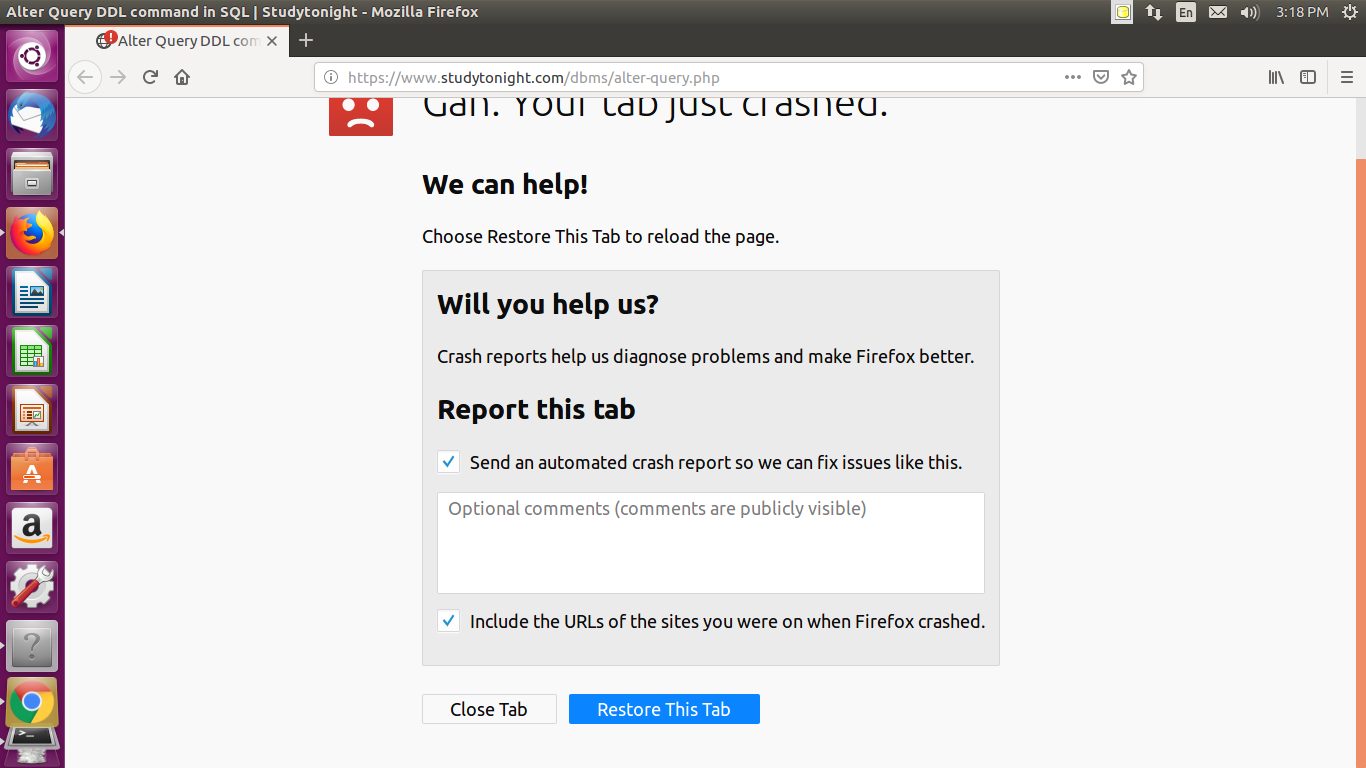 Alter Query DDL command in SQL | Studytonight - Mozilla Firefox
En
3:18 PM
Alter Query DDL com
https://www.studytonight.com/dbms/alter-query.php
Gah. Your tab just crashed.
We can help!
Choose Restore This Tab to reload the page.
Will you help us?
Crash reports help us diagnose problems and make Firefox better.
Report this tab
Send an automated crash report so we can fix issues like this.
Optional comments (comments are publicly visible)
Include the URLs of the sites you were on when Firefox crashed.
Close Tab
Restore This Tab